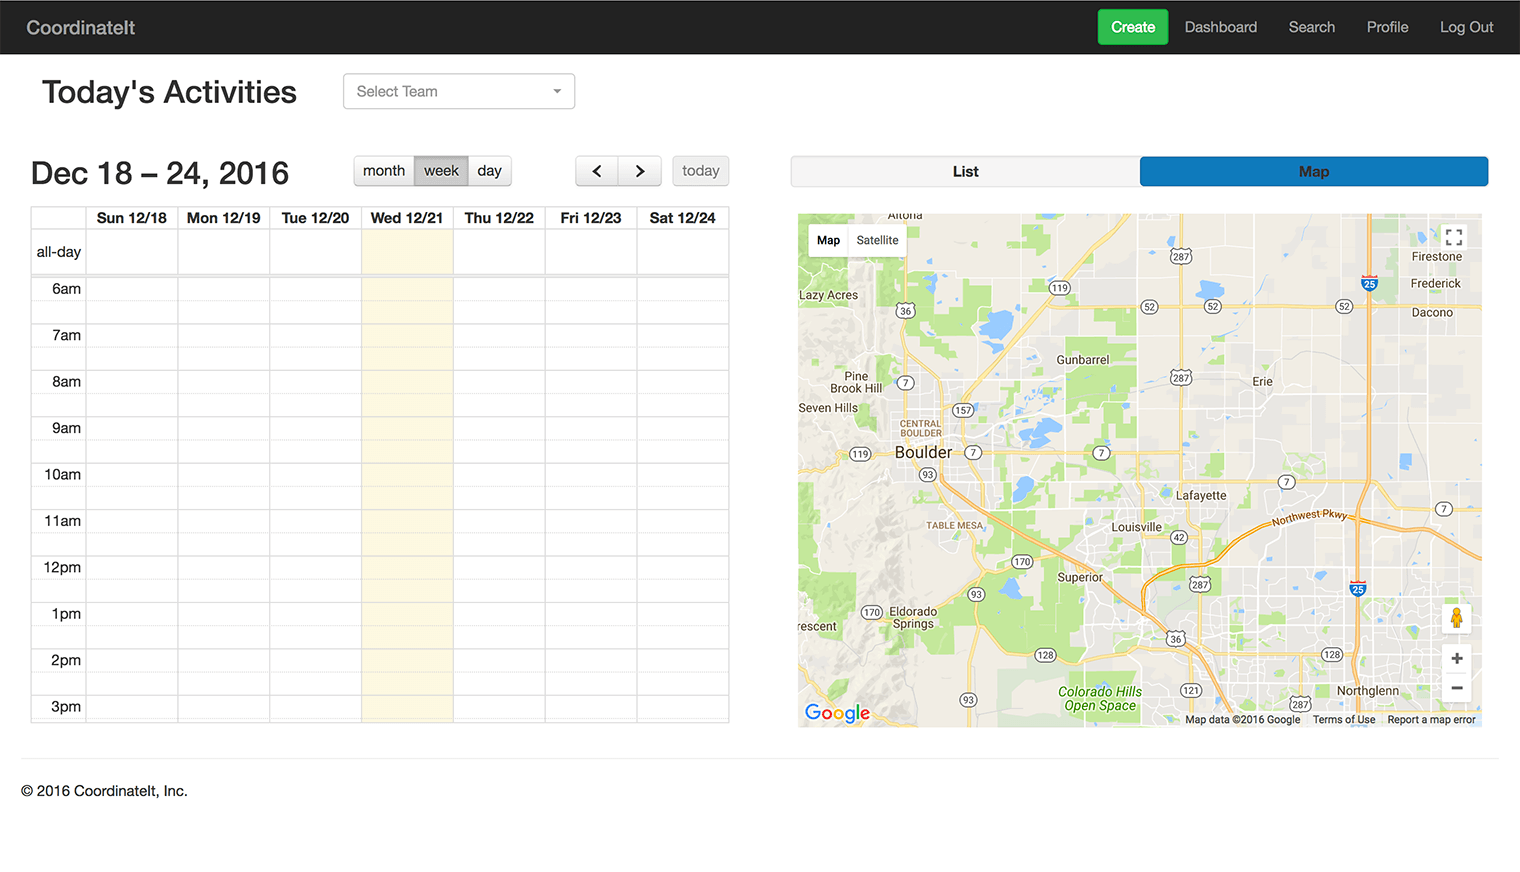 CoordinateIt
Create Dashboard Search Profile Log Out
Today's Activities
Select Team
Dec 18 – 24, 2016
month week day
today
Sun 12/18 Mon 12/19 Tue 12/20 Wed 12/21 Thu 12/22 Fri 12/23 Sat 12/24
all-day
6am
7am
8am
9am
10am
11am
12pm
1pm
2pm
3pm
List Map
Altona
Map Satellite
287
Firestone
119
25
Frederick
Lazy Acres
36
52 52 52
Dacono
Gunbarrel
Pine
Brook Hill
7
287
Erie
Seven Hills
157
CENTRAL
BOULDER
119
Boulder
7
7
93
7
Lafayette
7
Northwest Pkwy
TABLE MESA
Louisville
42
170
Superior
287
25
93
170
Eldorado
Springs
rescent
36
128
128
Colorado Hills
Open Space
93
121
Northglenn
287
Google
Map data ©2016 Google Terms of Use Report a map error
© 2016 CoordinateIt, Inc.